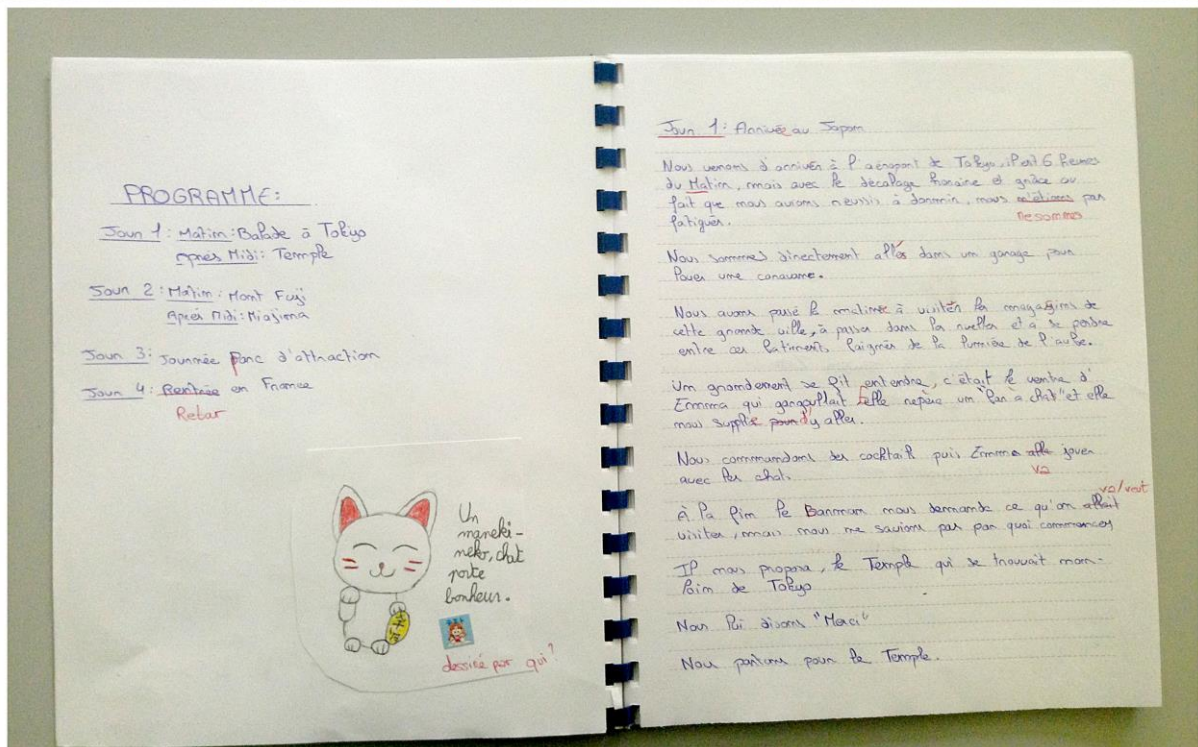 PROGRAMME:
Jour 1 : Matin : Balade à Tokyo
Après Midi : Temple
Jour 2 : Matin : Mont Fuji
Après Midi : Miajima
Jour 3 : Journée parc d'attraction
Jour 4 : Rentrée en France
Retour
Un
maneki-
neko, chat
porte
bonheur.
dessiné par qui ?
Jour 1 : Arrivée au Japon
Nous venons d'arriver à l'aéroport de Tokyo, il est 6 heures
du Matin, mais avec le décalage horaire et grâce au
fait que nous avions réussis à dormir, nous n'étions pas
ne sommes
fatigués.
Nous sommes directement allés dans un garage pour
louer une caravane.
Nous avons passé la matinée à visiter les magasins de
cette grande ville, à passer dans la ruelles et à se perdre
entre ces batiments baignés de la lumière de l'aube.
Un grondement se fit entendre, c'était le ventre d'
Emma qui gargouillait, elle repère un "Bar à chat" et elle
nous supplie pour d'y aller.
Nous commandons des cocktails puis Emma alla jouer
va
avec les chats.
va/veut
À la fin le Barman nous demande ce qu'on allait
visiter, mais nous ne savions pas par quoi commencer
Il nous proposa, le Temple qui se trouvait non-
loin de Tokyo
Nous lui disons "Merci"
Nous partons pour le Temple.